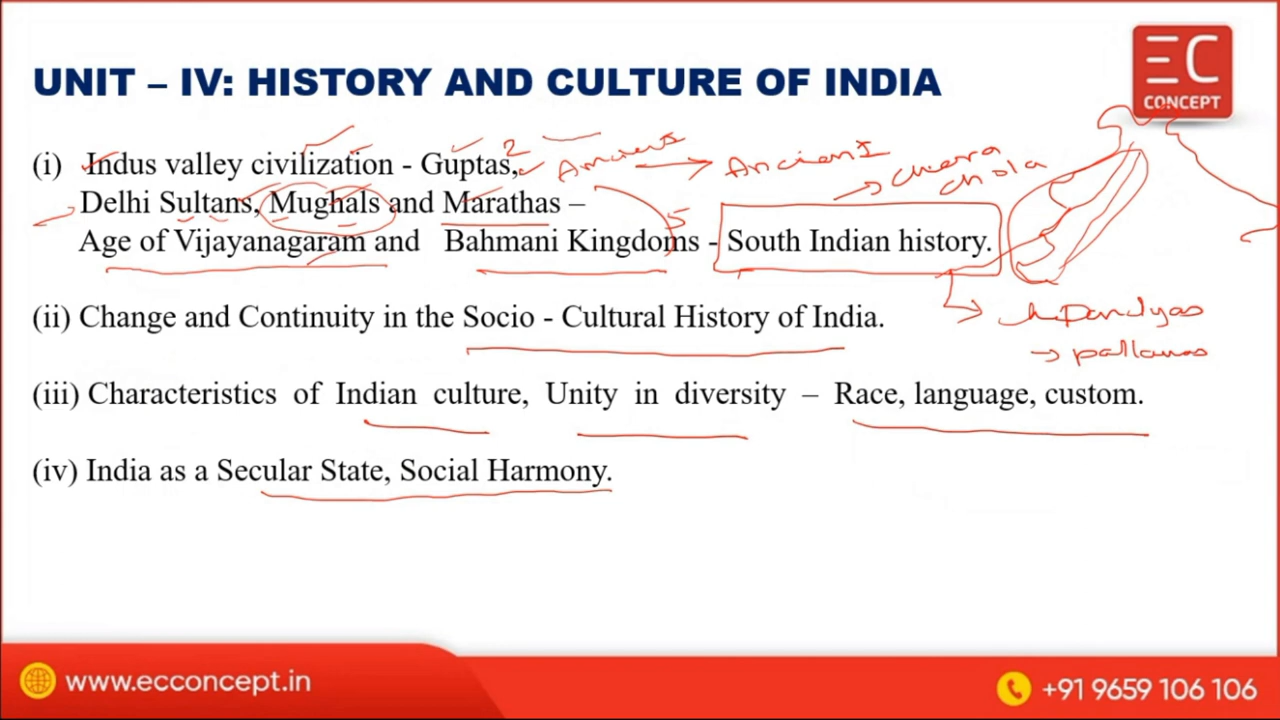 EC
CONCEPT
UNIT – IV: HISTORY AND CULTURE OF INDIA
(i) Indus valley civilization - Guptas,
2
Ancient
Ancient
chera
chola
Delhi Sultans, Mughals and Marathas –
5
Age of Vijayanagaram and Bahmani Kingdoms - South Indian history.
(ii) Change and Continuity in the Socio - Cultural History of India.
Pandyas
pallavas
(iii) Characteristics of Indian culture, Unity in diversity – Race, language, custom.
(iv) India as a Secular State, Social Harmony.
www.ecconcept.in
+91 9659 106 106